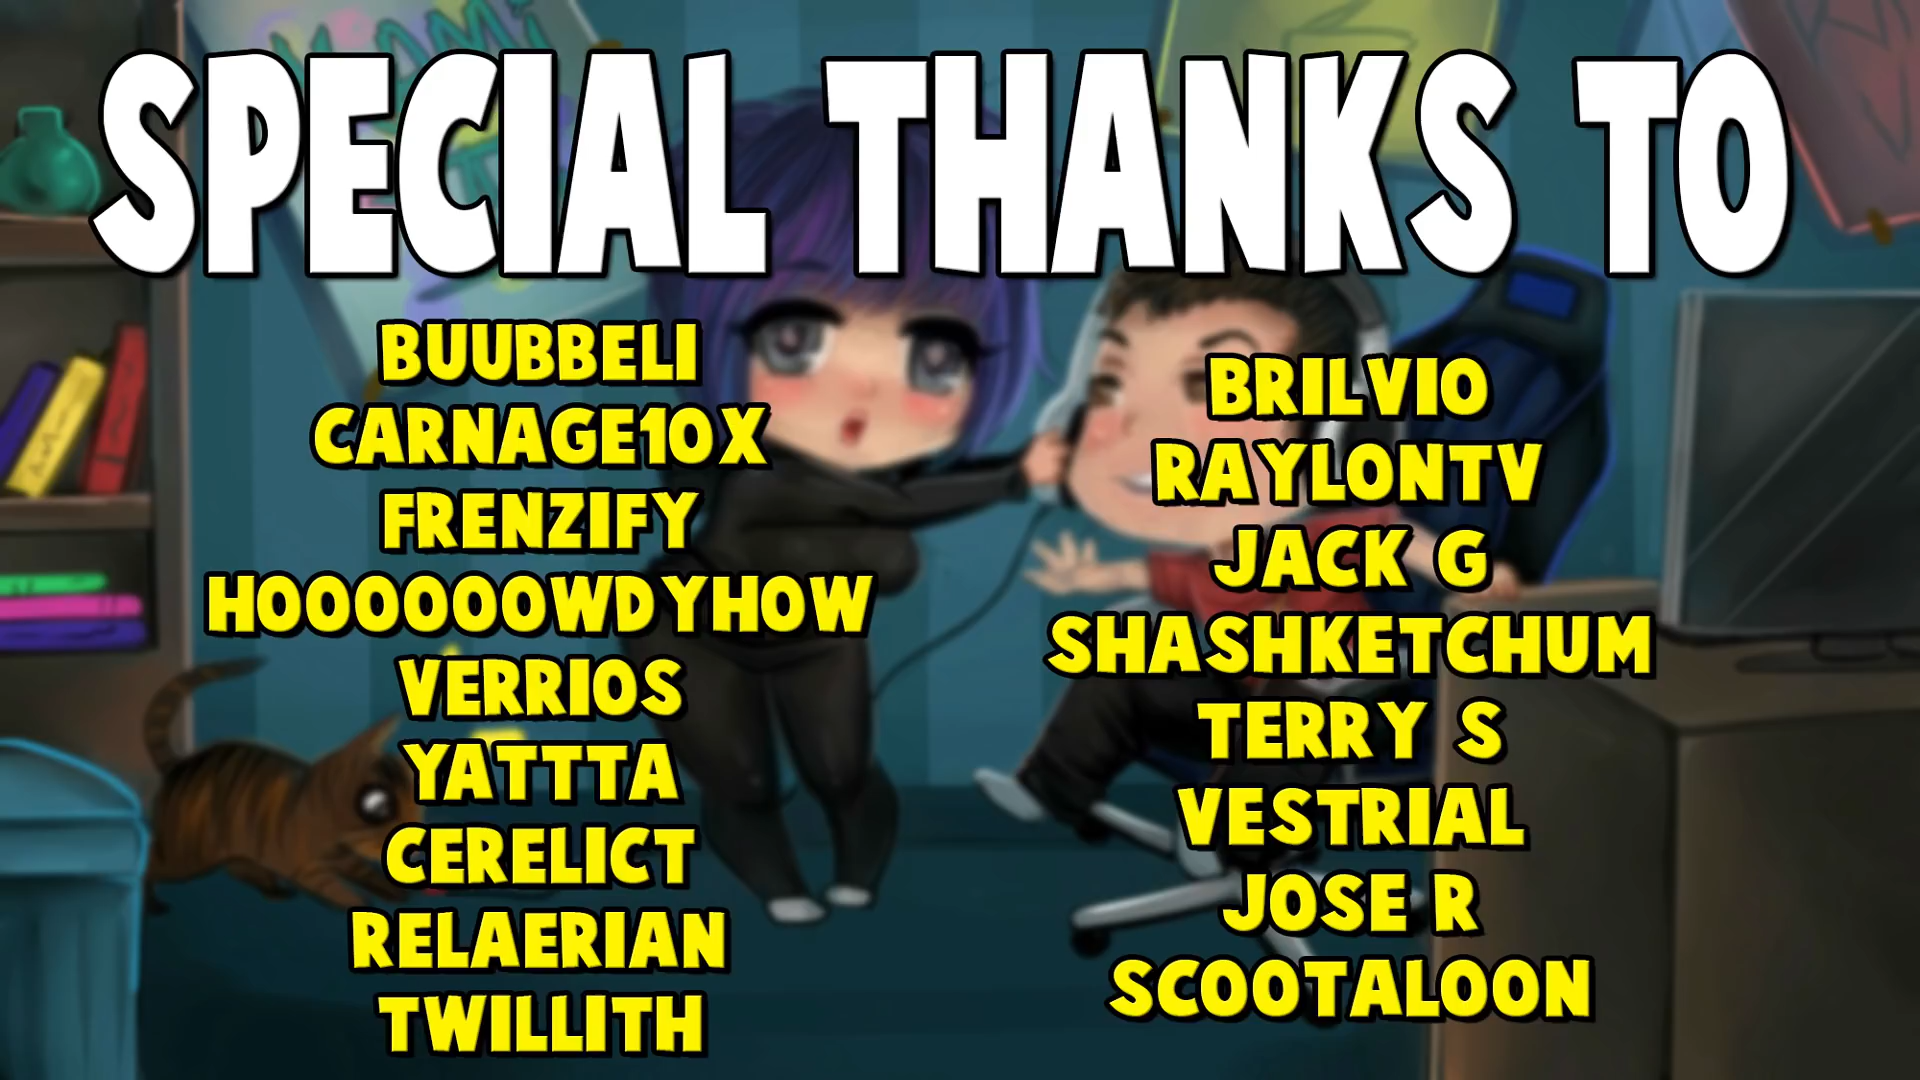 SPECIAL THANKS TO
BUUBBELI
CARNAGE10X
FRENZIFY
HOOOOOOWDYHOW
VERRIOS
YATTTA
CERELICT
RELAERIAN
TWILLITH
BRILVIO
RAYLONTV
JACK G
SHASHKETCHUM
TERRY S
VESTRIAL
JOSE R
SCOOTALOON